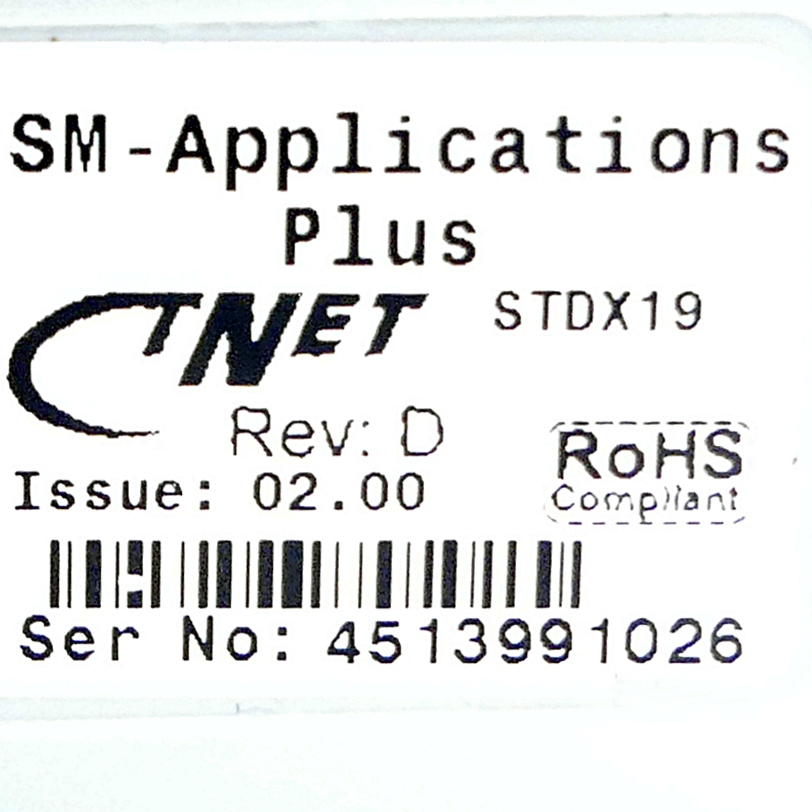 SM-Applications
Plus
CTNET STDX19
Rev: D
RoHS
Compliant
Issue: 02.00
Ser No: 4513991026